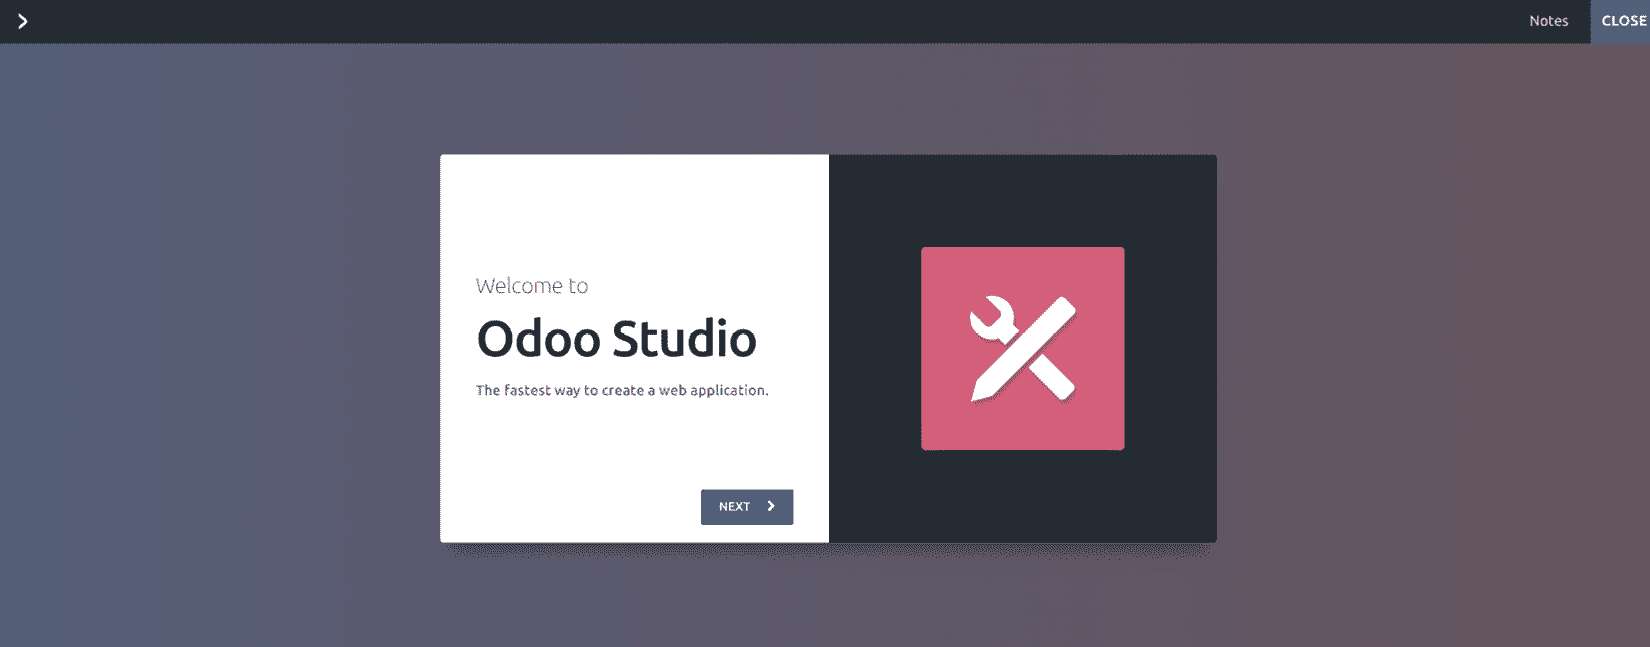 Notes
CLOSE
Welcome to
Odoo Studio
The fastest way to create a web application.
NEXT